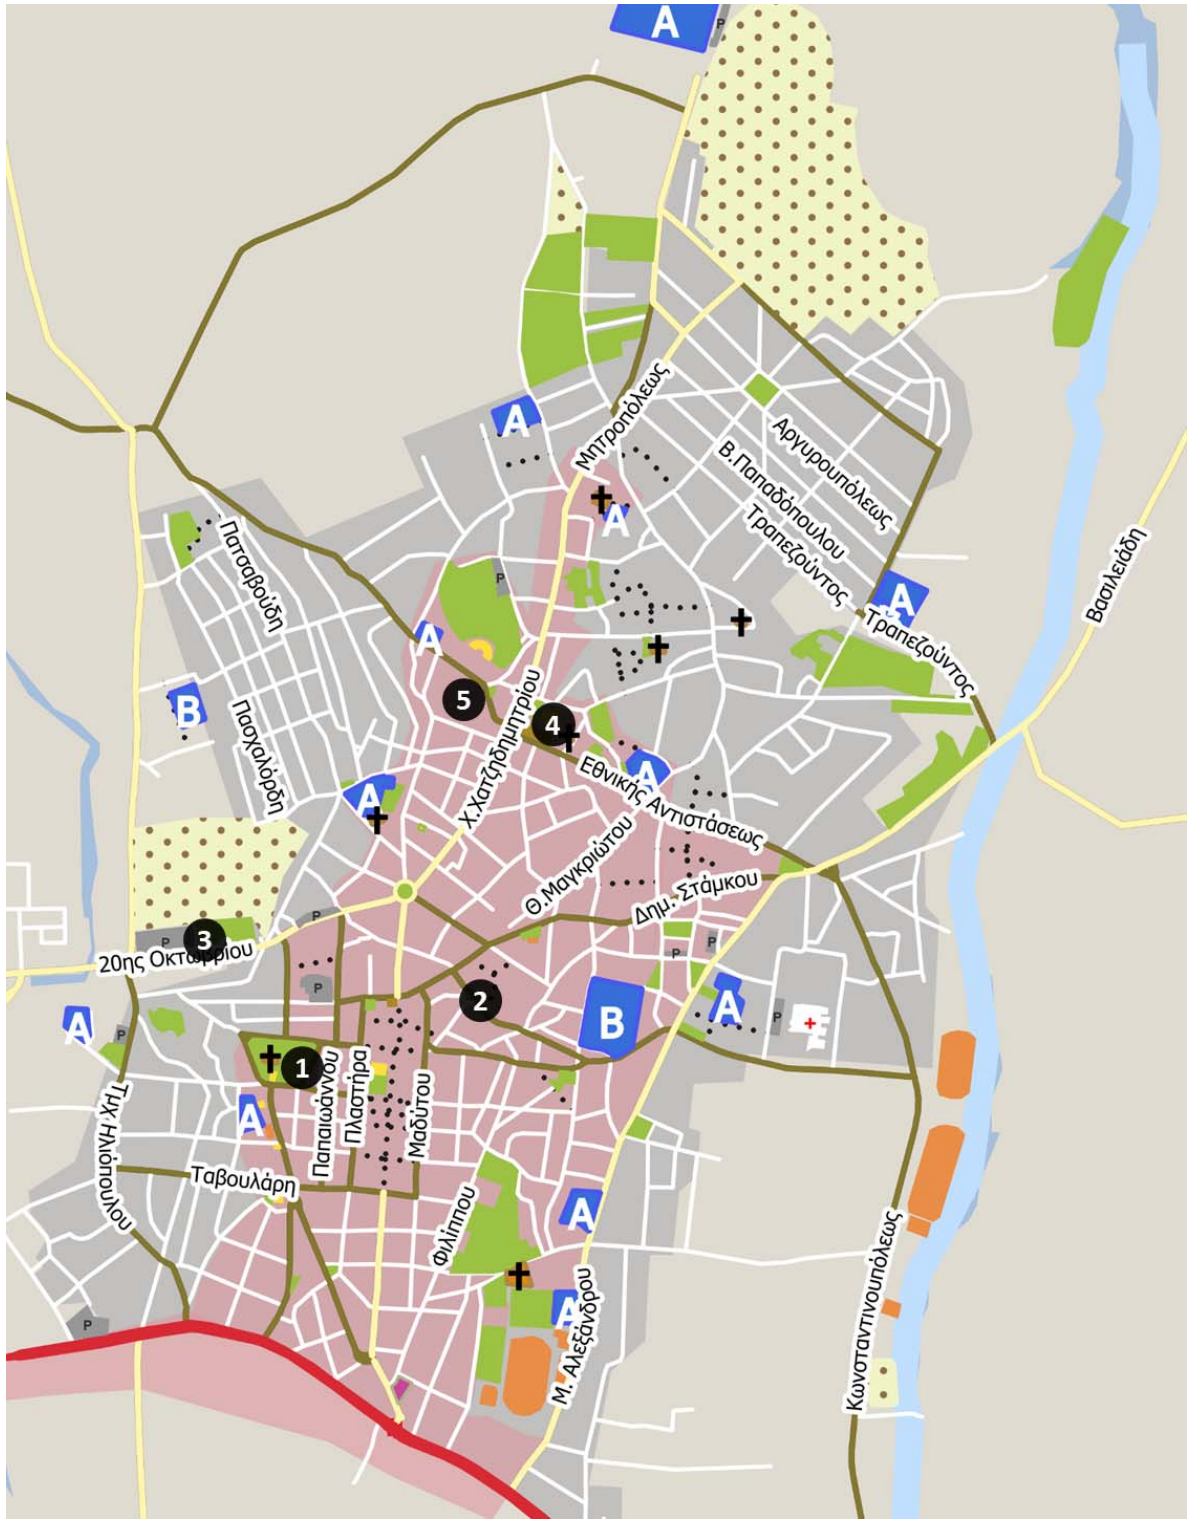 A
P
Μητροπόλεως
A
Αργυρουπόλεως
Β.Παπαδόπουλου
Τραπεζούντος
A
Πατσαβούδη
P
Βασιλειάδη
A
Τραπεζούντος
A
5
Χ.Χατζηδημητρίου
4
B
Πασχαλόρδη
A
Εθνικής Αντιστάσεως
A
Θ.Μαγκριώτου
Δημ. Στάμκου
P
3
P
20ης Οκτωβρίου
P
P
P
2
A
B
A
P
P
1
Παπαιωάννου
Πλαστήρα
Μαδύτου
A
Τηχ Ηλιόπουλου
Ταβουλάρη
Φιλίππου
A
A
Μ. Αλεξάνδρου
Κωνσταντινουπόλεως
P